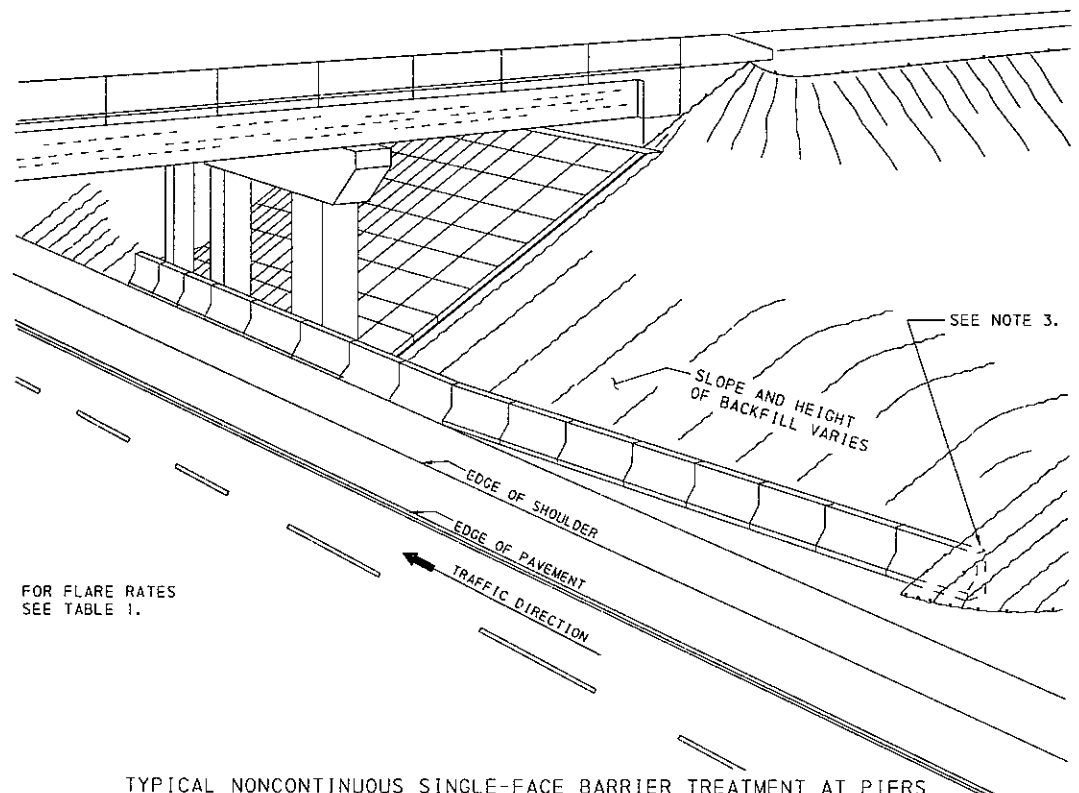 SEE NOTE 3.
SLOPE AND HEIGHT
OF BACKFILL VARIES
EDGE OF SHOULDER
EDGE OF PAVEMENT
TRAFFIC DIRECTION
FOR FLARE RATES
SEE TABLE 1.
TYPICAL NONCONTINUOUS SINGLE-FACE BARRIER TREATMENT AT PIERS